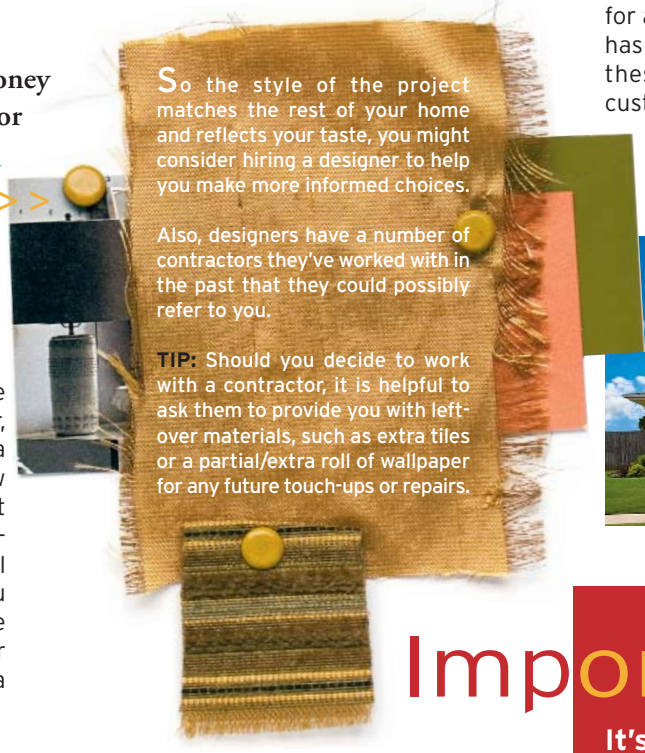 oney
or
> >
So the style of the project
matches the rest of your home
and reflects your taste, you might
consider hiring a designer to help
you make more informed choices.
Also, designers have a number of
contractors they've worked with in
the past that they could possibly
refer to you.
TIP: Should you decide to work
with a contractor, it is helpful to
ask them to provide you with left-
over materials, such as extra tiles
or a partial/extra roll of wallpaper
for any future touch-ups or repairs.
for a
has
thes
cust
Impor
It's